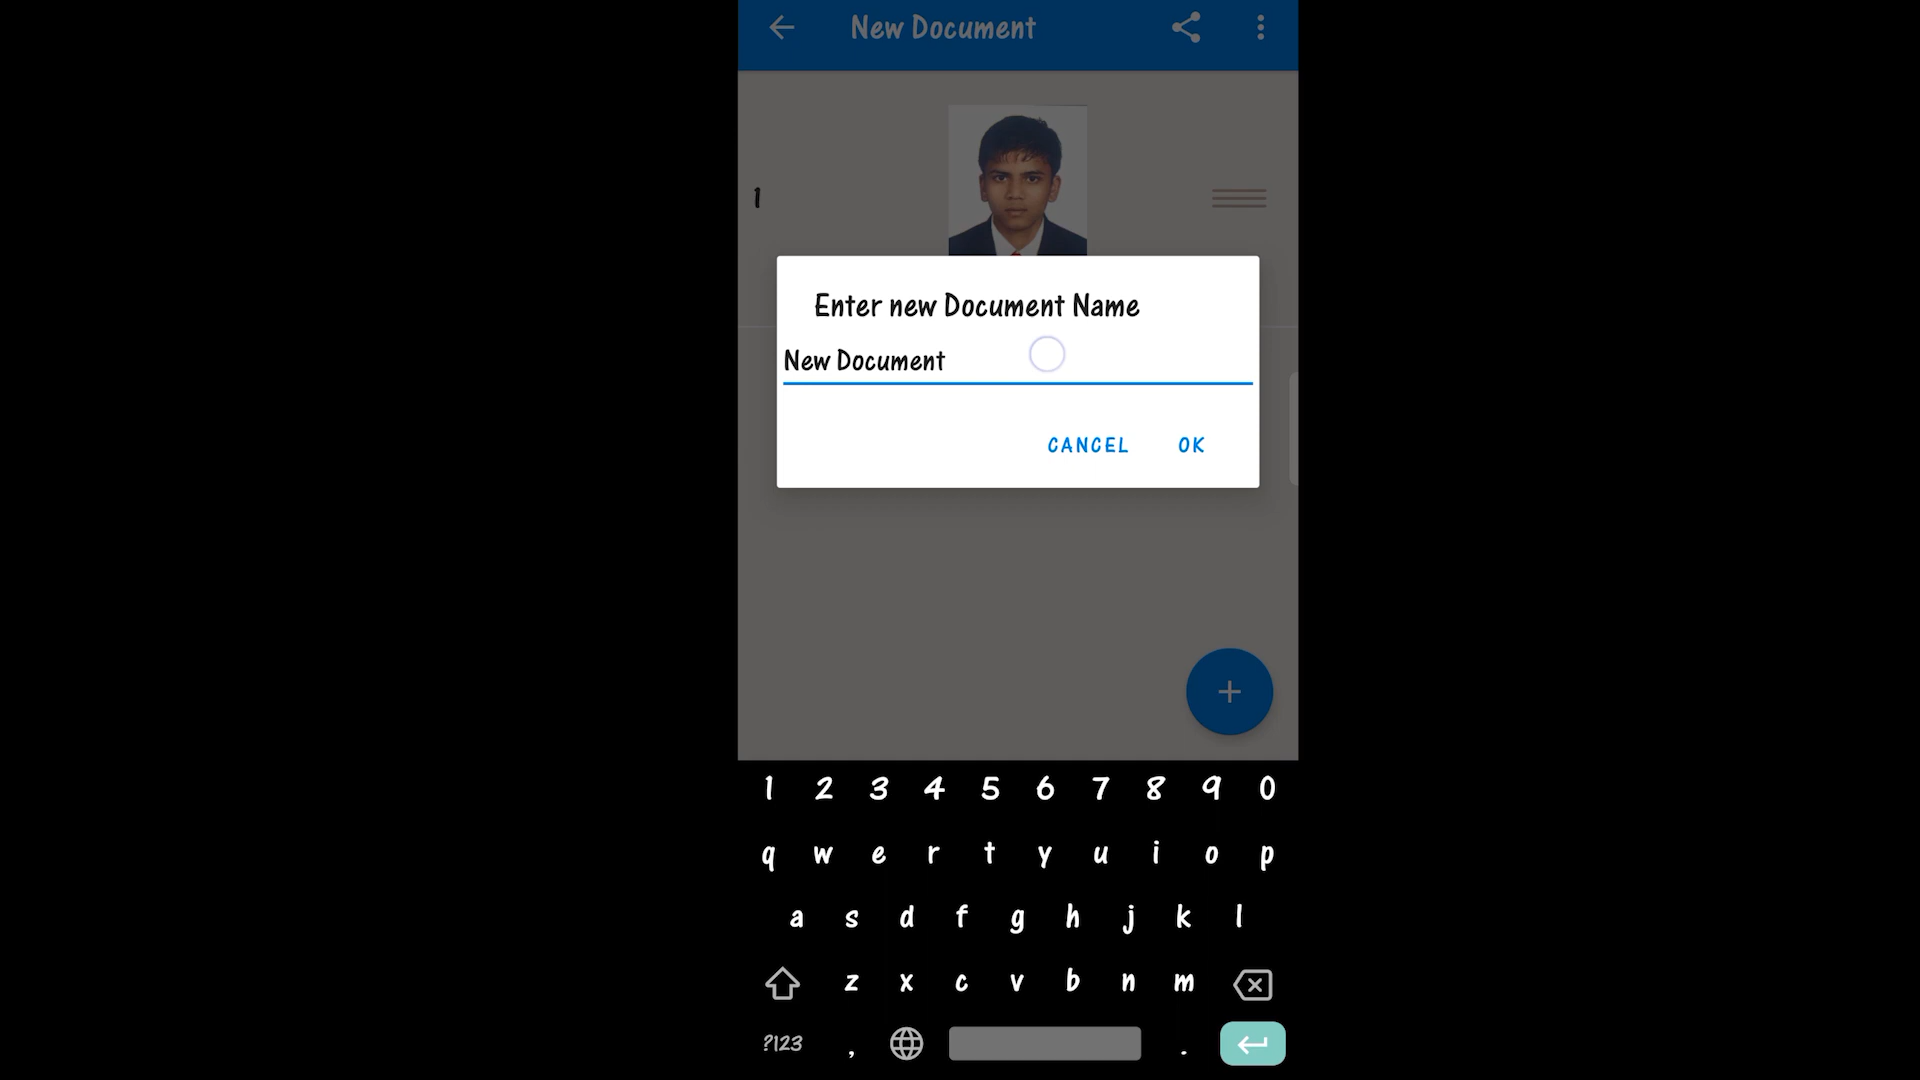 New Document
1
Enter new Document Name
New Document
CANCEL OK
+
1 2 3 4 5 6 7 8 9 0
q w e r t y u i o p
a s d f g h j k l
z x c v b n m
?123 , .